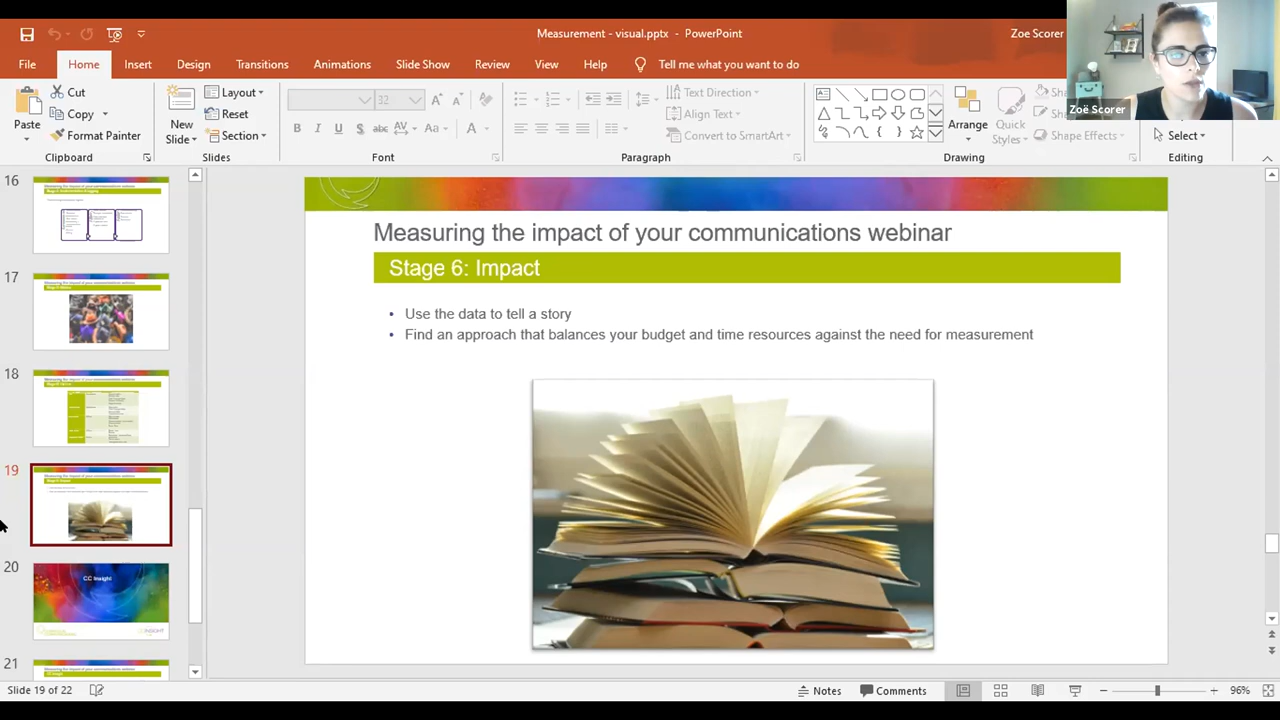 Measurement - visual.pptx - PowerPoint
Zoe Scorer
File Home Insert Design Transitions Animations Slide Show Review View Help Tell me what you want to do
Zoë Scorer
Paste
Cut
Copy
Format Painter
Clipboard
New Slide
Layout
Reset
Section
Slides
32
Font
Text Direction
Align Text
Convert to SmartArt
Paragraph
Arrange
Quick Styles
Shape Effects
Drawing
Select
Editing
16
17
18
19
20
CC Insight
21
Measuring the impact of your communications webinar
Stage 6: Impact
• Use the data to tell a story
• Find an approach that balances your budget and time resources against the need for measurement
Slide 19 of 22
Notes
Comments
96%